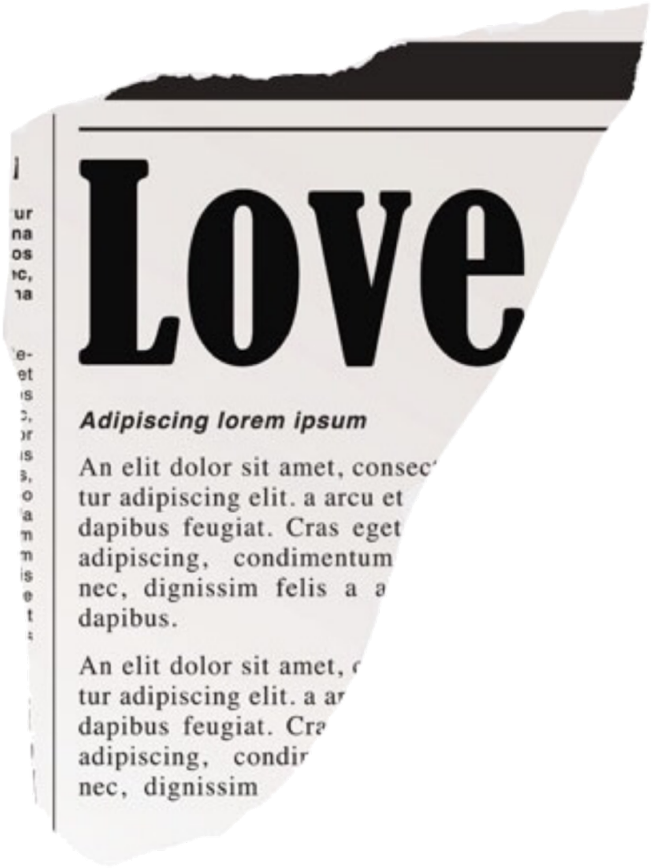 Love
Adipiscing lorem ipsum
An elit dolor sit amet, consec
tur adipiscing elit. a arcu et
dapibus feugiat. Cras eget
adipiscing, condimentum
nec, dignissim felis a a
dapibus.
An elit dolor sit amet,
tur adipiscing elit. a
dapibus feugiat.
adipiscing,
nec, dignissim